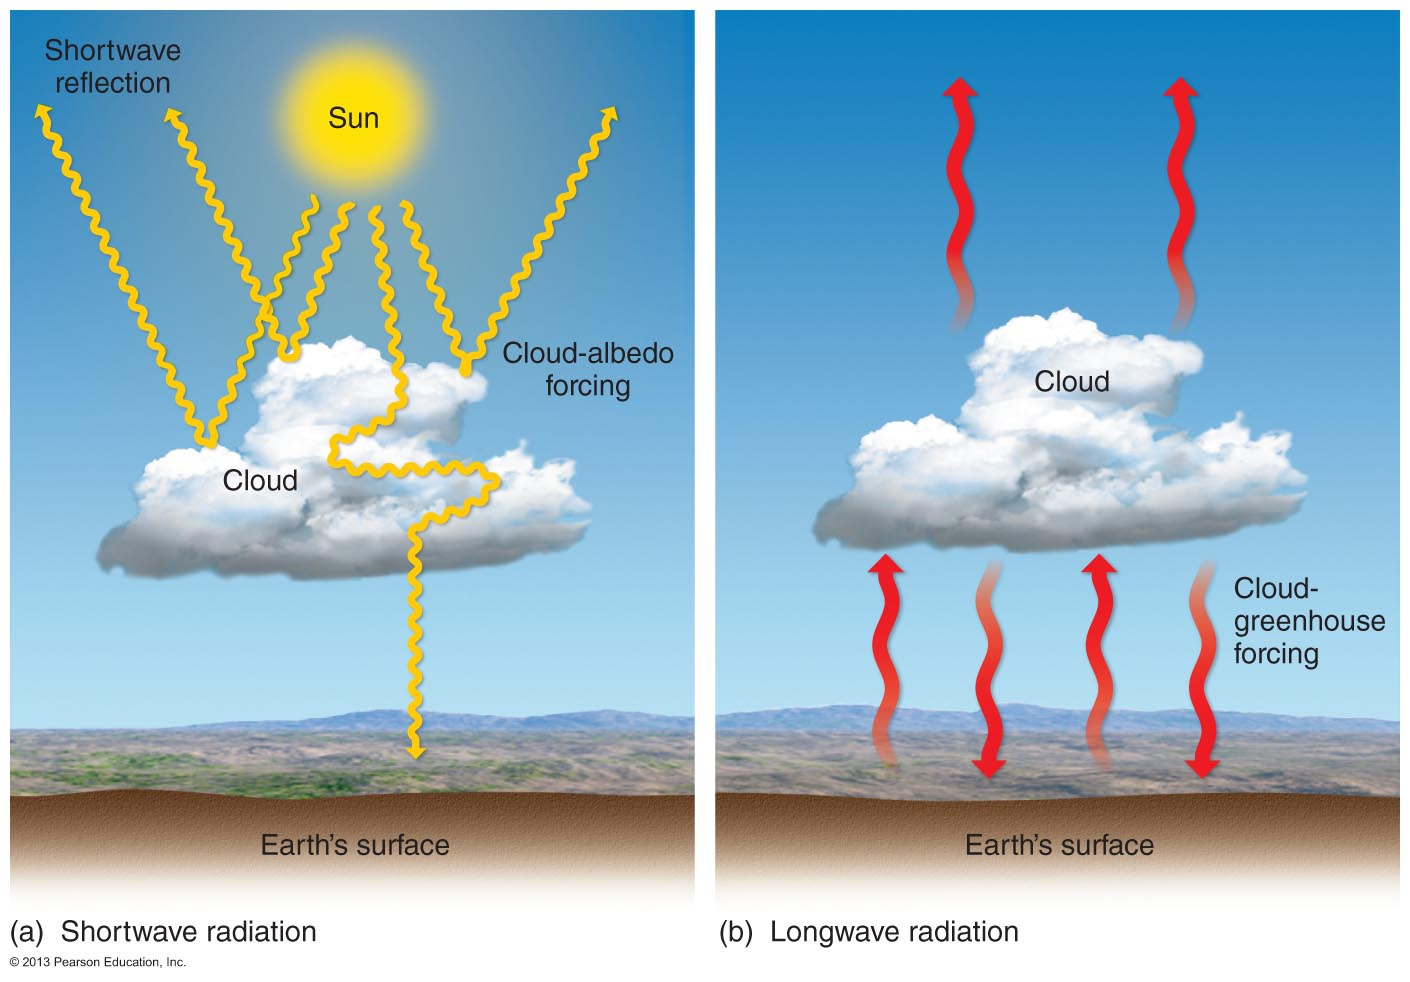 Shortwave
reflection
Sun
Cloud-albedo
forcing
Cloud
Earth's surface
(a) Shortwave radiation
© 2013 Pearson Education, Inc.
Cloud
Cloud-
greenhouse
forcing
Earth's surface
(b) Longwave radiation